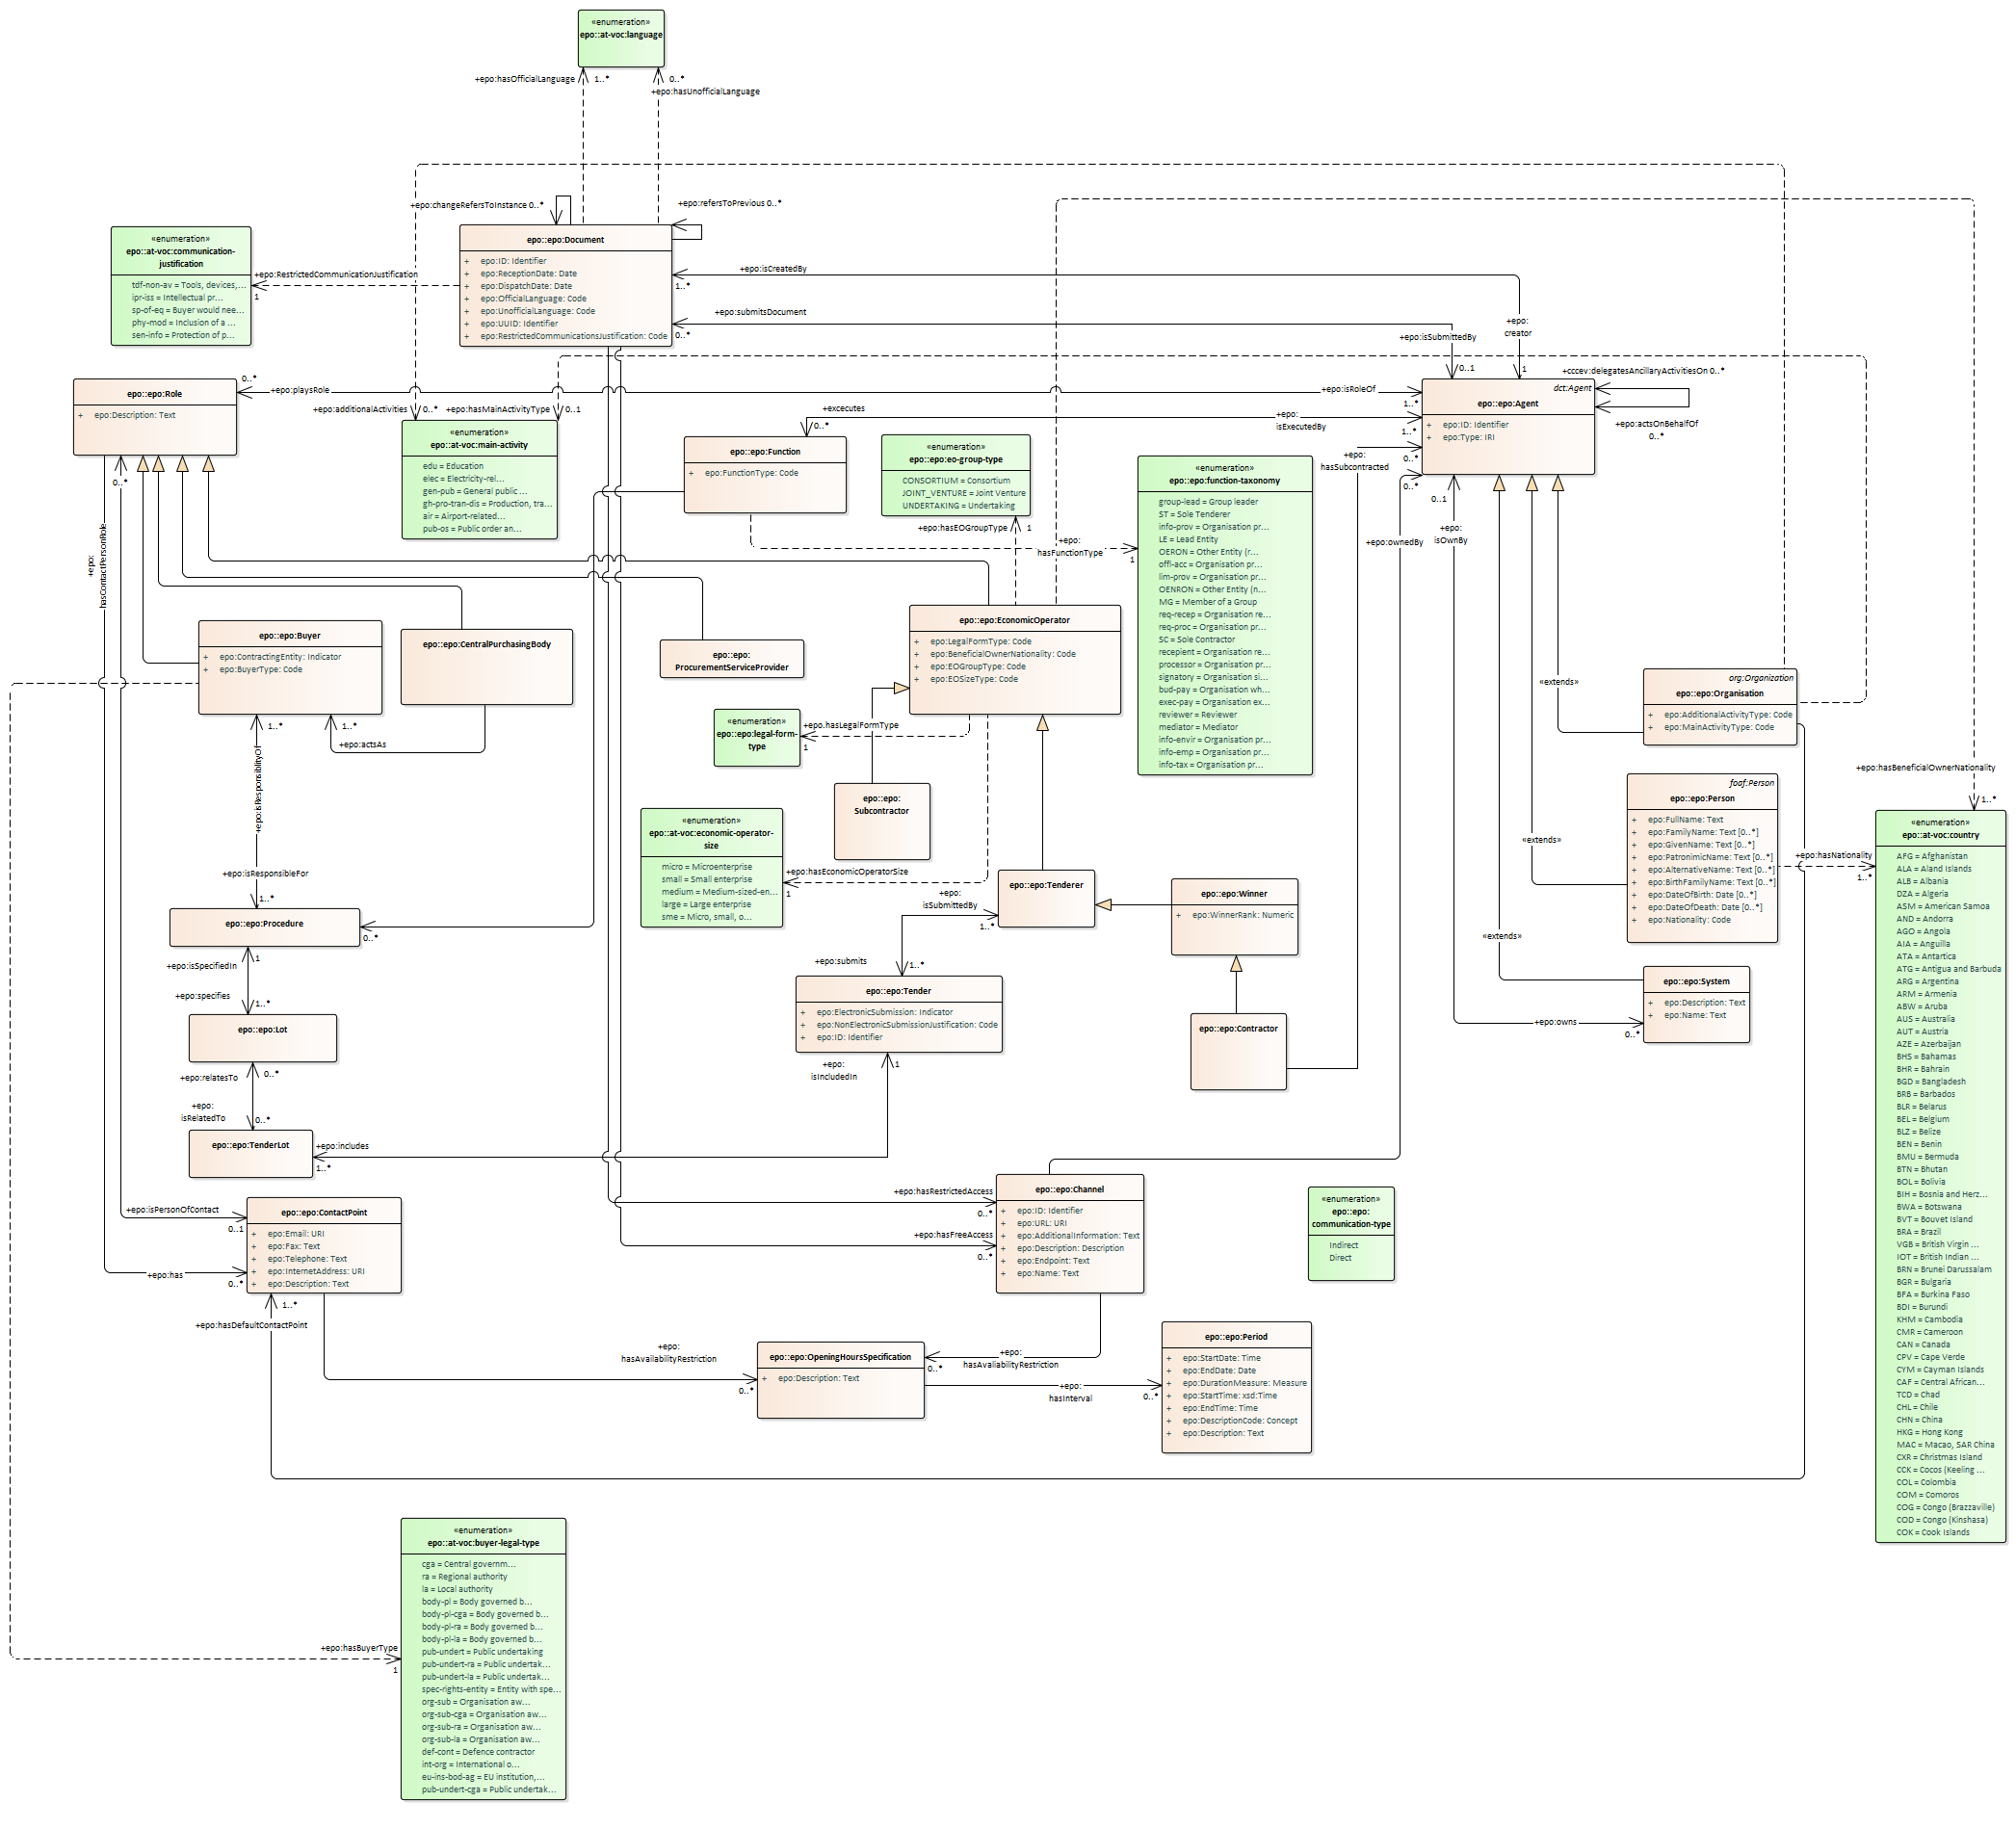 «enumeration»
epo::at-voc:language
+epo:hasOfficialLanguage
1..*
0..*
+epo:hasUnofficialLanguage
+epo:changeRefersToInstance 0..*
+epo:refersToPrevious 0..*
«enumeration»
epo::at-voc:communication-
justification
tdf-non-av = Tools, devices,...
ipr-iss = Intellectual pr...
sp-of-eq = Buyer would nee...
phy-mod = Inclusion of a ...
sen-info = Protection of p...
+epo:RestrictedCommunicationJustification
1
epo::epo:Document
+ epo:ID: Identifier
+ epo:ReceptionDate: Date
+ epo:DispatchDate: Date
+ epo:OfficialLanguage: Code
+ epo:UnofficialLanguage: Code
+ epo:UUID: Identifier
+ epo:RestrictedCommunicationsJustification: Code
+epo:isCreatedBy
1..*
+epo:submitsDocument
0..*
+epo:
creator
1
+epo:isSubmittedBy
0..1
epo::epo:Role
+ epo:Description: Text
0..*
+epo:playsRole
+epo:isRoleOf
1..*
+epo:additionalActivities
0..*
+epo:hasMainActivityType
0..1
«enumeration»
epo::at-voc:main-activity
edu = Education
elec = Electricity-rel...
gen-pub = General public ...
gh-pro-tran-dis = Production, tra...
air = Airport-related...
pub-os = Public order an...
+excecutes
0..*
+epo:
isExecutedBy
1..*
epo::epo:Function
+ epo:FunctionType: Code
«enumeration»
epo::epo:eo-group-type
CONSORTIUM = Consortium
JOINT_VENTURE = Joint Venture
UNDERTAKING = Undertaking
+epo:hasEOGroupType
1
+epo:
hasFunctionType
1
«enumeration»
epo::epo:function-taxonomy
group-lead = Group leader
ST = Sole Tenderer
info-prov = Organisation pr...
LE = Lead Entity
OERON = Other Entity (r...
offl-acc = Organisation pr...
lim-prov = Organisation pr...
OENRON = Other Entity (n...
MG = Member of a Group
req-recep = Organisation re...
req-proc = Organisation pr...
SC = Sole Contractor
recepient = Organisation re...
processor = Organisation pr...
signatory = Organisation si...
bud-pay = Organisation wh...
exec-pay = Organisation ex...
reviewer = Reviewer
mediator = Mediator
info-envir = Organisation pr...
info-emp = Organisation pr...
info-tax = Organisation pr...
dct:Agent
epo::epo:Agent
+ epo:ID: Identifier
+ epo:Type: IRI
+cccev:delegatesAncillaryActivitiesOn 0..*
+epo:actsOnBehalfOf
0..*
+epo:
hasSubcontracted
0..*
0..*
+epo:ownedBy
0..1
+epo:
isOwnBy
0..*
+epo:
hasContactPersonRole
epo::epo:Buyer
+ epo:ContractingEntity: Indicator
+ epo:BuyerType: Code
epo::epo:CentralPurchasingBody
1..*
1..*
+epo:actsAs
epo::epo:
ProcurementServiceProvider
epo::epo:EconomicOperator
+ epo:LegalFormType: Code
+ epo:BeneficialOwnerNationality: Code
+ epo:EOGroupType: Code
+ epo:EOSizeType: Code
«enumeration»
epo::epo:legal-form-
type
+epo.hasLegalFormType
1
epo::epo:
Subcontractor
«enumeration»
epo::at-voc:economic-operator-
size
micro = Microenterprise
small = Small enterprise
medium = Medium-sized-en...
large = Large enterprise
sme = Micro, small, o...
+epo:hasEconomicOperatorSize
1
«extends»
org:Organization
epo::epo:Organisation
+ epo:AdditionalActivityType: Code
+ epo:MainActivityType: Code
+epo:hasBeneficialOwnerNationality
1..*
«extends»
foaf:Person
epo::epo:Person
+ epo:FullName: Text
+ epo:FamilyName: Text [0..*]
+ epo:GivenName: Text [0..*]
+ epo:PatronimicName: Text [0..*]
+ epo:AlternativeName: Text [0..*]
+ epo:BirthFamilyName: Text [0..*]
+ epo:DateOfBirth: Date [0..*]
+ epo:DateOfDeath: Date [0..*]
+ epo:Nationality: Code
+epo:hasNationality
1..*
«enumeration»
epo::at-voc:country
AFG = Afghanistan
ALA = Aland Islands
ALB = Albania
DZA = Algeria
ASM = American Samoa
AND = Andorra
AGO = Angola
AIA = Anguilla
ATA = Antartica
ATG = Antigua and Barbuda
ARG = Argentina
ARM = Armenia
ABW = Aruba
AUS = Australia
AUT = Austria
AZE = Azerbaijan
BHS = Bahamas
BHR = Bahrain
BGD = Bangladesh
BRB = Barbados
BLR = Belarus
BEL = Belgium
BLZ = Belize
BEN = Benin
BMU = Bermuda
BTN = Bhutan
BOL = Bolivia
BIH = Bosnia and Herz...
BWA = Botswana
BVT = Bouvet Island
BRA = Brazil
VGB = British Virgin ...
IOT = British Indian ...
BRN = Brunei Darussalam
BGR = Bulgaria
BFA = Burkina Faso
BDI = Burundi
KHM = Cambodia
CMR = Cameroon
CAN = Canada
CPV = Cape Verde
CYM = Cayman Islands
CAF = Central African...
TCD = Chad
CHL = Chile
CHN = China
HKG = Hong Kong
MAC = Macao, SAR China
CXR = Christmas Island
CCK = Cocos (Keeling ...
COL = Colombia
COM = Comoros
COG = Congo (Brazzaville)
COD = Congo (Kinshasa)
COK = Cook Islands
+epo:isResponsiblityOf
+epo:isResponsibleFor
1..*
epo::epo:Procedure
0..*
+epo:isSpecifiedIn
1
+epo:specifies
1..*
epo::epo:Lot
+epo:relatesTo
0..*
+epo:
isRelatedTo
0..*
epo::epo:TenderLot
+epo:includes
1..*
epo::epo:Tenderer
+epo:
isSubmittedBy
1..*
+epo:submits
1..*
epo::epo:Winner
+ epo:WinnerRank: Numeric
epo::epo:Tender
+ epo:ElectronicSubmission: Indicator
+ epo:NonElectronicSubmissionJustification: Code
+ epo:ID: Identifier
+epo:
isIncludedIn
1
epo::epo:Contractor
«extends»
epo::epo:System
+ epo:Description: Text
+ epo:Name: Text
+epo:owns
0..*
+epo:isPersonOfContact
0..1
+epo:has
0..*
epo::epo:ContactPoint
+ epo:Email: URI
+ epo:Fax: Text
+ epo:Telephone: Text
+ epo:InternetAddress: URI
+ epo:Description: Text
+epo:hasDefaultContactPoint
1..*
+epo:hasRestrictedAccess
0..*
+epo:hasFreeAccess
0..*
epo::epo:Channel
+ epo:ID: Identifier
+ epo:URL: URI
+ epo:AdditionalInformation: Text
+ epo:Description: Description
+ epo:Endpoint: Text
+ epo:Name: Text
«enumeration»
epo::epo:
communication-type
Indirect
Direct
+epo:
hasAvailabilityRestriction
0..*
epo::epo:OpeningHoursSpecification
+ epo:Description: Text
+epo:
hasAvaliabilityRestriction
0..*
+epo:
hasInterval
0..*
epo::epo:Period
+ epo:StartDate: Time
+ epo:EndDate: Date
+ epo:DurationMeasure: Measure
+ epo:StartTime: xsd:Time
+ epo:EndTime: Time
+ epo:DescriptionCode: Concept
+ epo:Description: Text
«enumeration»
epo::at-voc:buyer-legal-type
cga = Central governm...
ra = Regional authority
la = Local authority
body-pl = Body governed b...
body-pl-cga = Body governed b...
body-pl-ra = Body governed b...
body-pl-la = Body governed b...
pub-undert = Public undertaking
pub-undert-ra = Public undertak...
pub-undert-la = Public undertak...
spec-rights-entity = Entity with spe...
org-sub = Organisation aw...
org-sub-cga = Organisation aw...
org-sub-ra = Organisation aw...
org-sub-la = Organisation aw...
def-cont = Defence contractor
int-org = International o...
eu-ins-bod-ag = EU institution,...
pub-undert-cga = Public undertak...
+epo:hasBuyerType
1